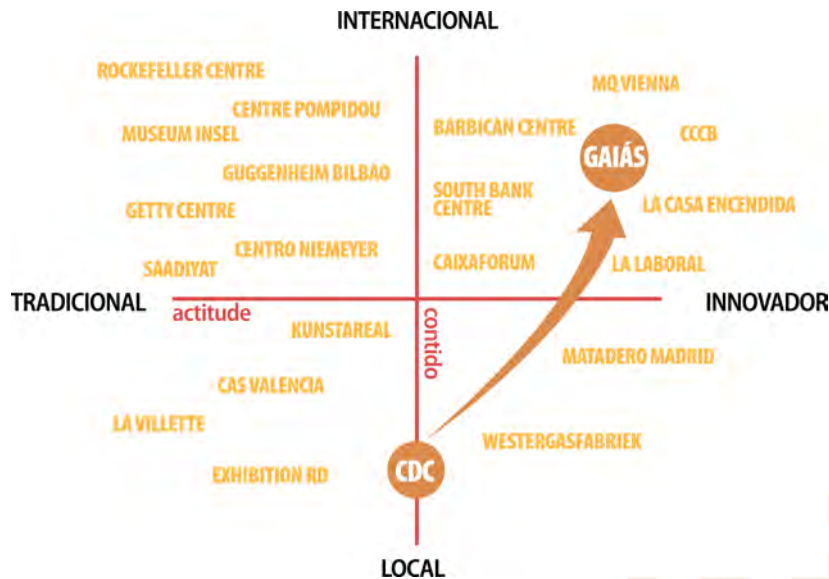 INTERNACIONAL
ROCKEFELLER CENTRE
MQ VIENNA
CENTRE POMPIDOU
MUSEUM INSEL
BARBICAN CENTRE
CCCB
GAIÁS
GUGGENHEIM BILBAO
SOUTH BANK
CENTRE
LA CASA ENCENDIDA
GETTY CENTRE
CENTRO NIEMEYER
SAADIYAT
CAIXAFORUM
LA LABORAL
TRADICIONAL
actitude
INNOVADOR
contido
KUNSTAREAL
MATADERO MADRID
CAS VALENCIA
LA VILLETTE
WESTERGASFABRIEK
EXHIBITION RD
CDC
LOCAL